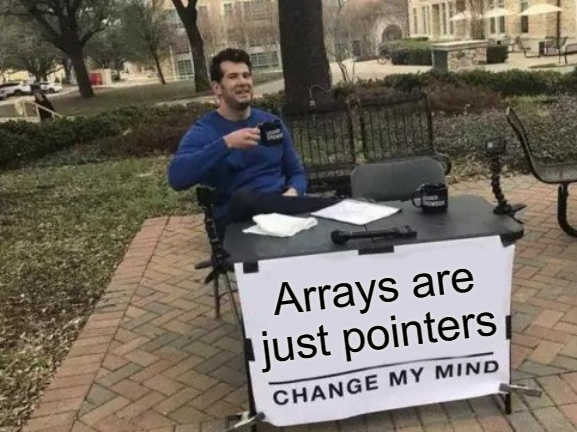 Arrays are
just pointers
CHANGE MY MIND